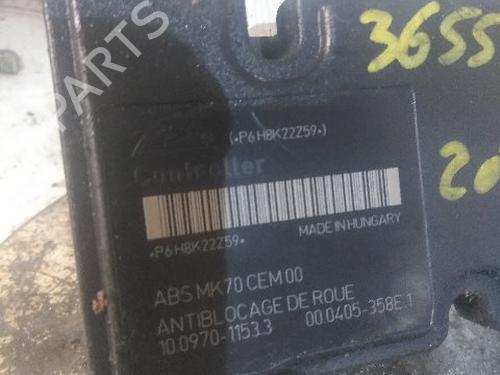 PARTS
3655
(.P6H8K22Z59.)
20
Controller
.P6H8K22Z59.
MADE IN HUNGARY
ABS MK70 CEM 00
ANTIBLOCAGE DE ROUE
10.0970-1153.3 00.0405-358E.1